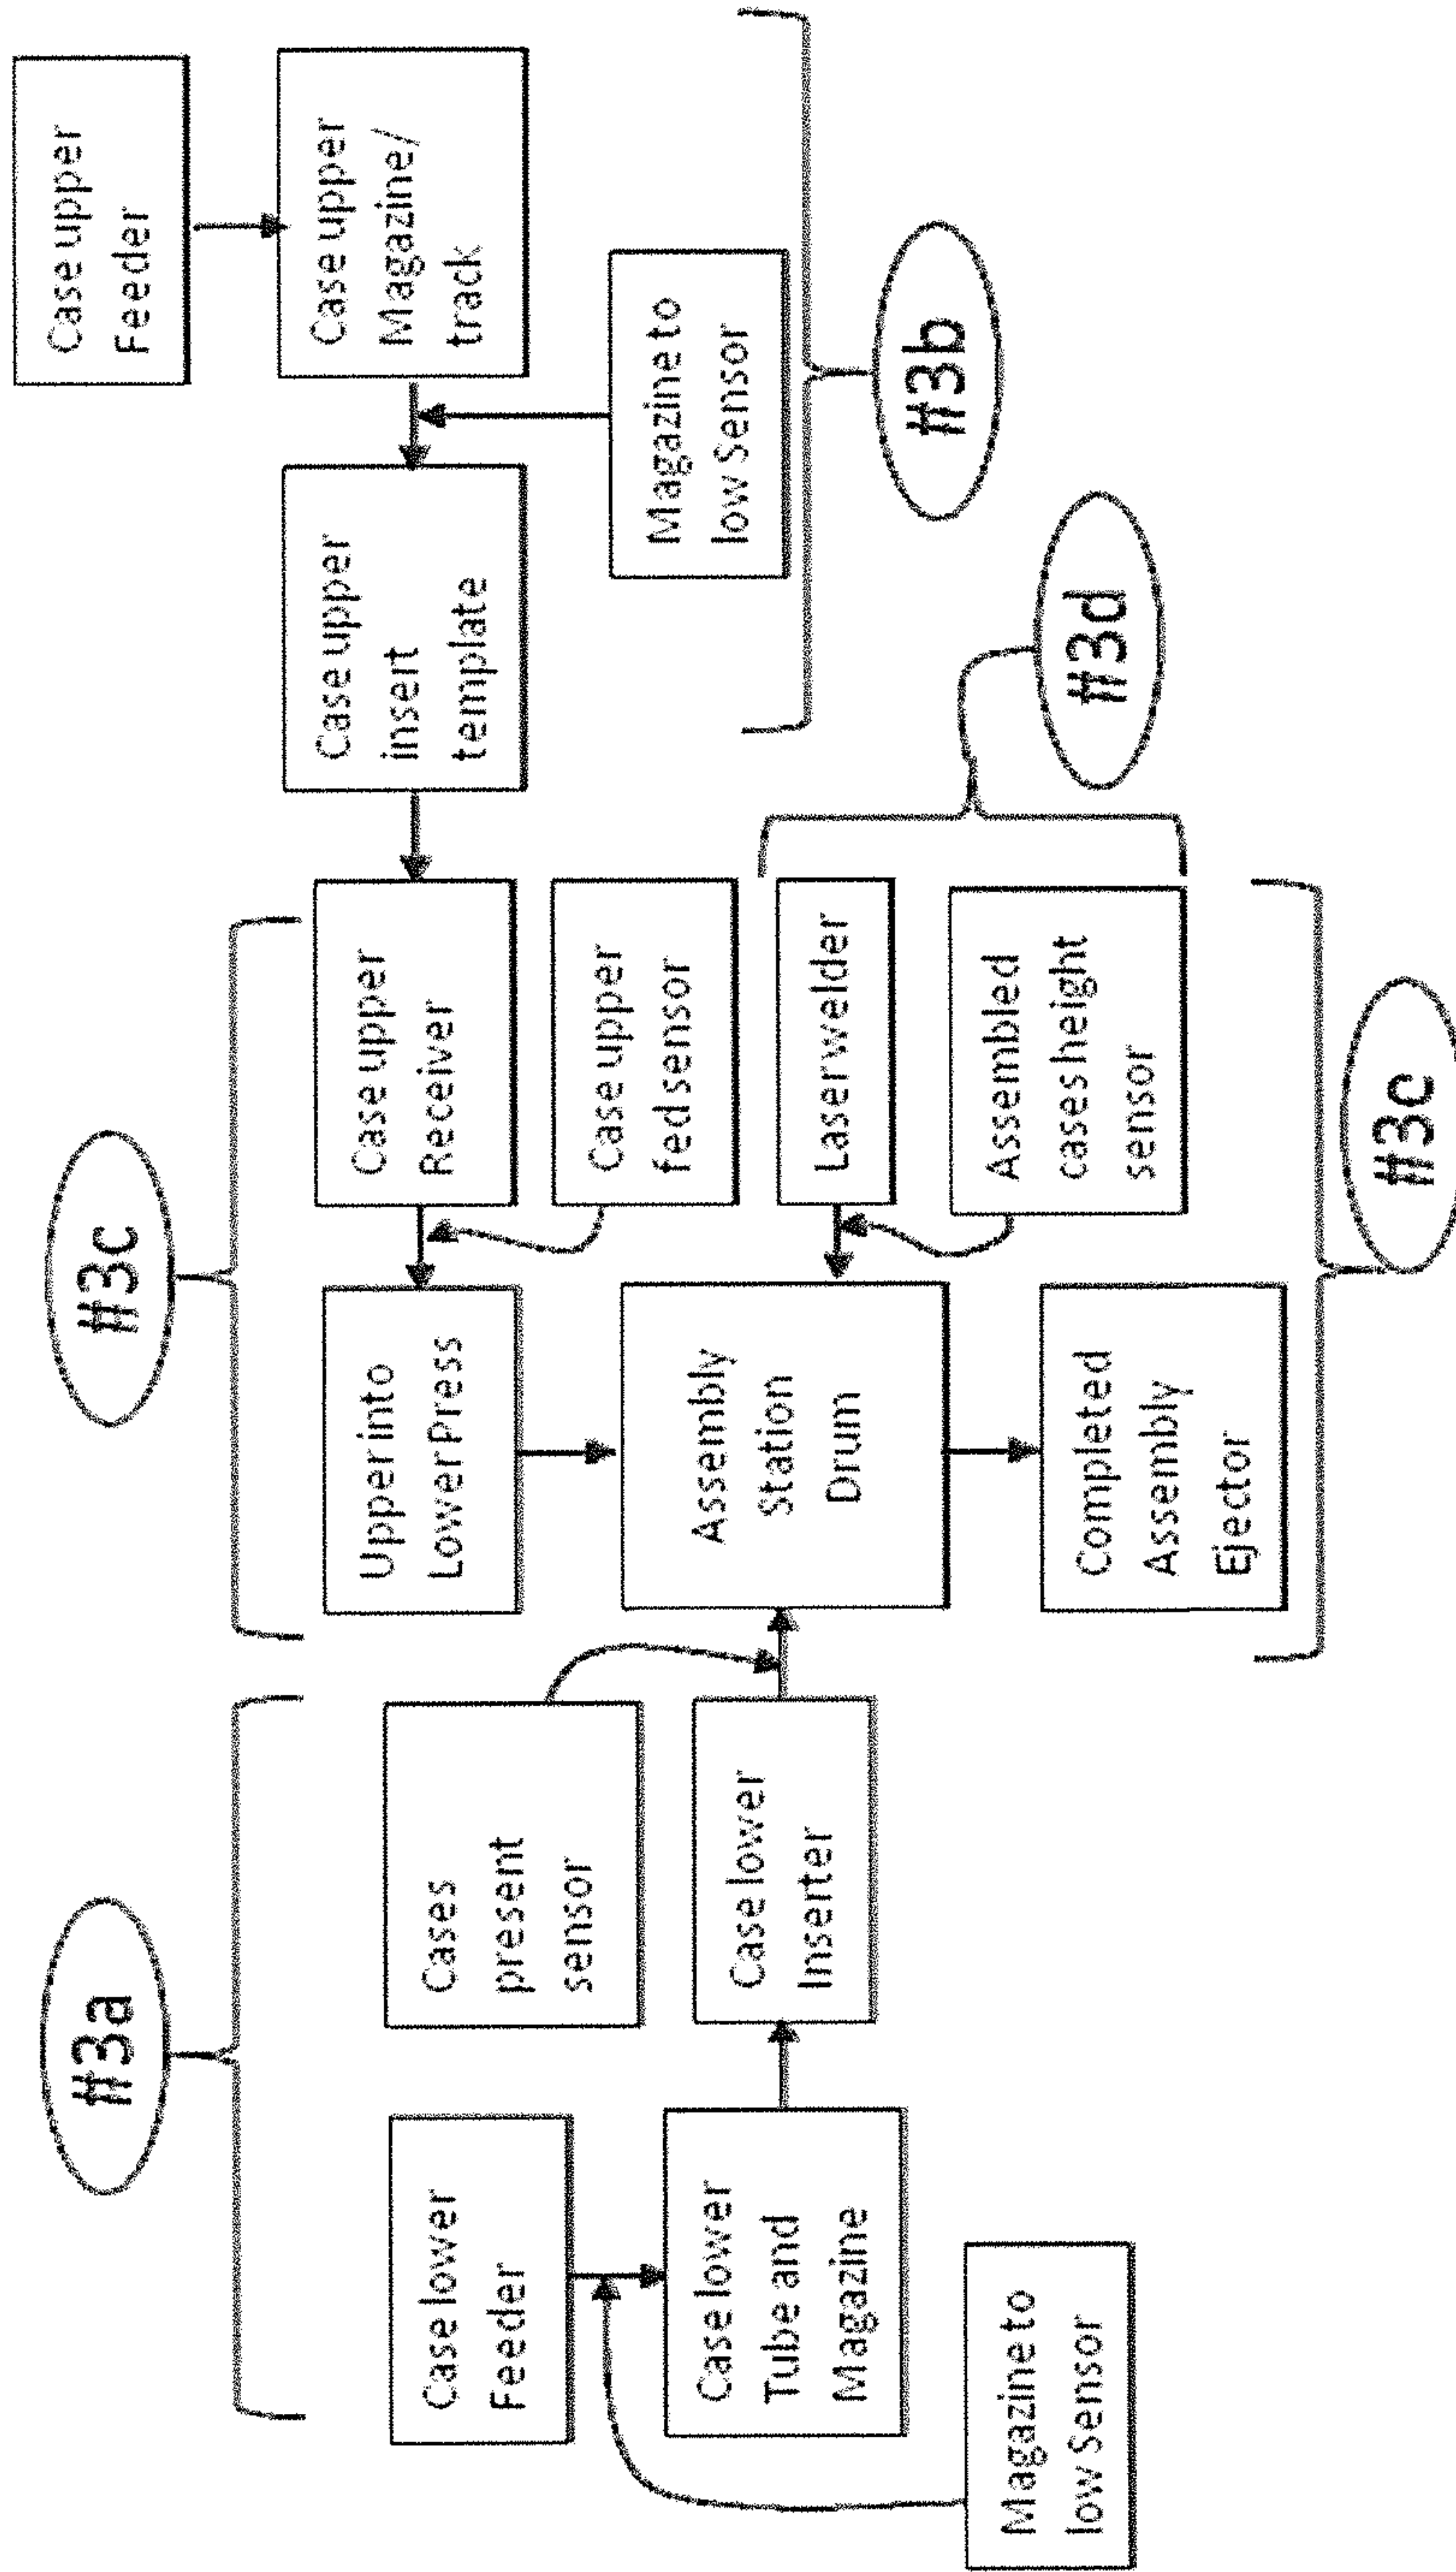 #3a
#3c
Case upper
Feeder
Case lower
Feeder
Cases
present
sensor
Upper into
Lower Press
Case upper
Receiver
Case upper
insert
template
Case upper
Magazine/
track
Case upper
fed sensor
Magazine to
low Sensor
Case lower
Tube and
Magazine
Case lower
Inserter
Assembly
Station
Drum
Laser welder
#3b
Magazine to
low Sensor
Completed
Assembly
Ejector
Assembled
cases height
sensor
#3d
#3c